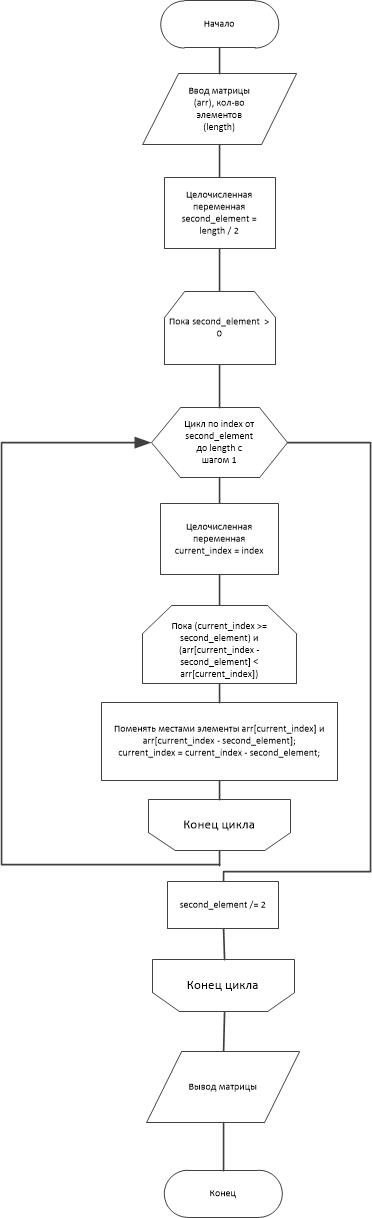 Начало
Ввод матрицы
(arr), кол-во
элементов
(length)
Целочисленная
переменная
second_element =
length / 2
Пока second_element >
0
Цикл по index от
second_element
до length с
шагом 1
Целочисленная
переменная
current_index = index
Пока (current_index >=
second_element) и
(arr[current_index -
second_element] <
arr[current_index])
Поменять местами элементы arr[current_index] и
arr[current_index - second_element];
current_index = current_index - second_element;
Конец цикла
second_element /= 2
Конец цикла
Вывод матрицы
Конец